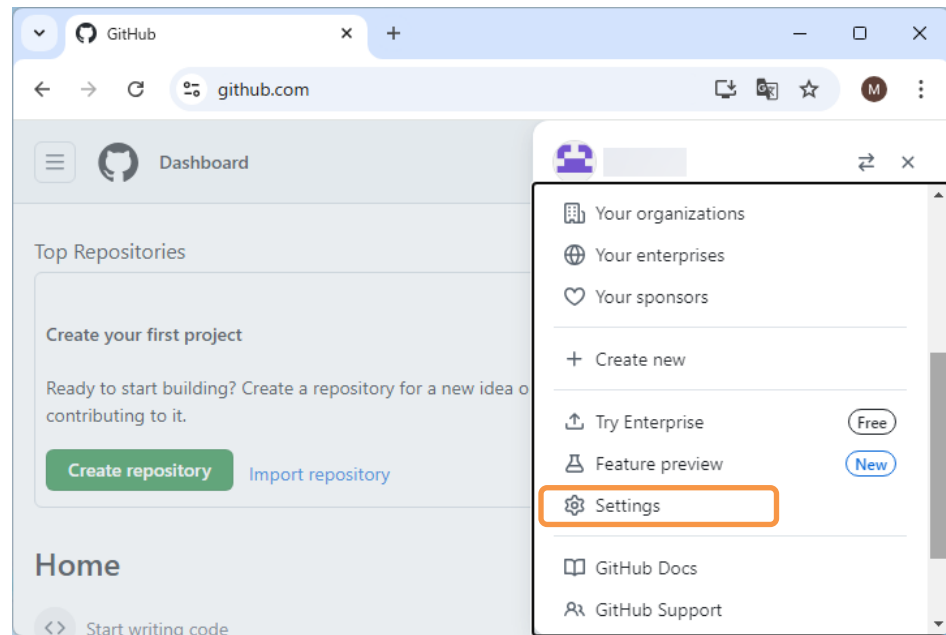 GitHub
github.com
M
Dashboard
Top Repositories
Create your first project
Ready to start building? Create a repository for a new idea o
contributing to it.
Create repository
Import repository
Home
Start writing code
Your organizations
Your enterprises
Your sponsors
Create new
Try Enterprise Free
Feature preview New
Settings
GitHub Docs
GitHub Support